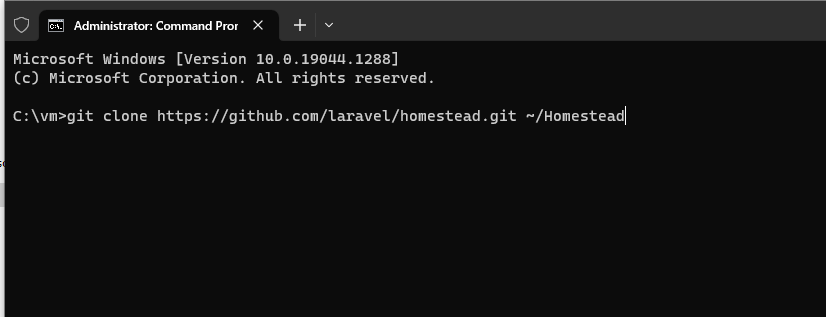 Administrator: Command Pror
Microsoft Windows [Version 10.0.19044.1288]
(c) Microsoft Corporation. All rights reserved.
C:\vm>git clone https://github.com/laravel/homestead.git ~/Homestead